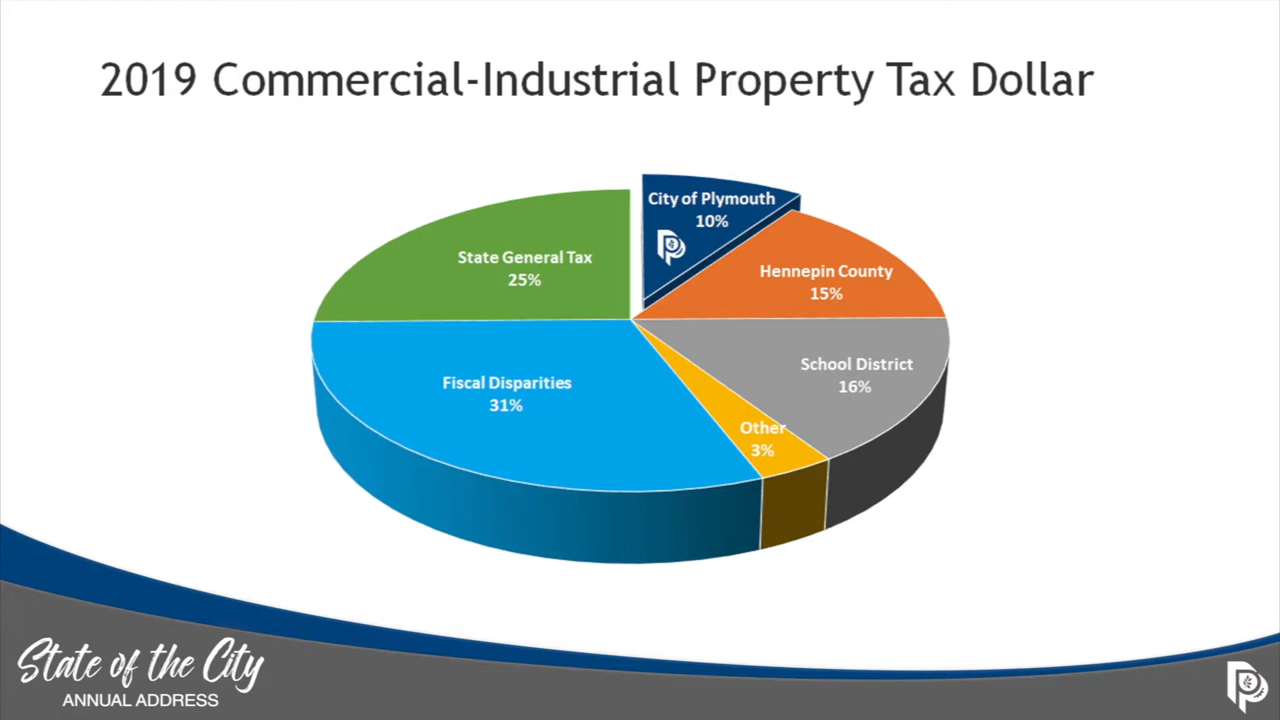 2019 Commercial-Industrial Property Tax Dollar
City of Plymouth
10%
State General Tax
25%
Hennepin County
15%
School District
16%
Fiscal Disparities
31%
Other
3%
State of the City
ANNUAL ADDRESS